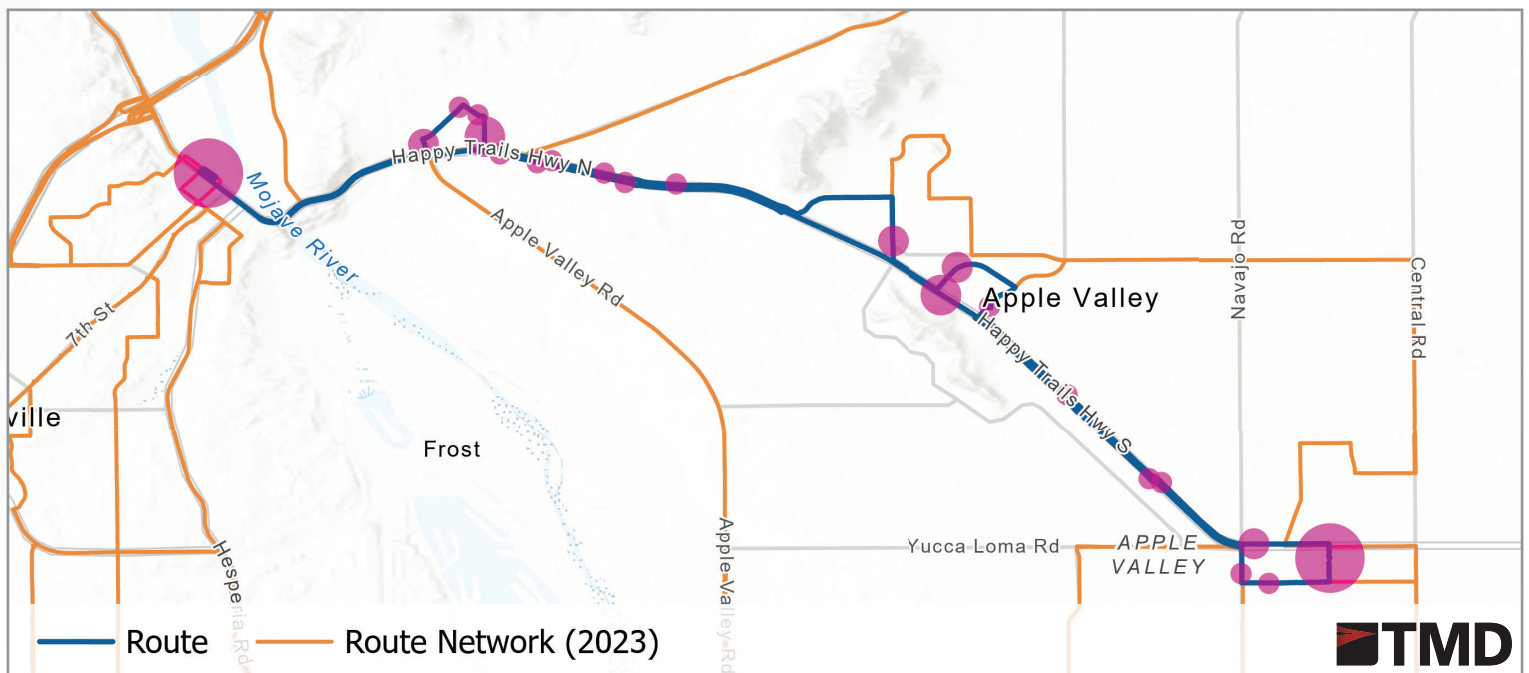 Happy Trails Hwy N
Mojave River
Apple Valley Rd
Navajo Rd
Central Rd
Apple Valley
7th St
Happy Trails Hwy S
ville
Frost
Apple Valley Rd
Yucca Loma Rd
APPLE
VALLEY
Hesperia Rd
Route
Route Network (2023)
TMD